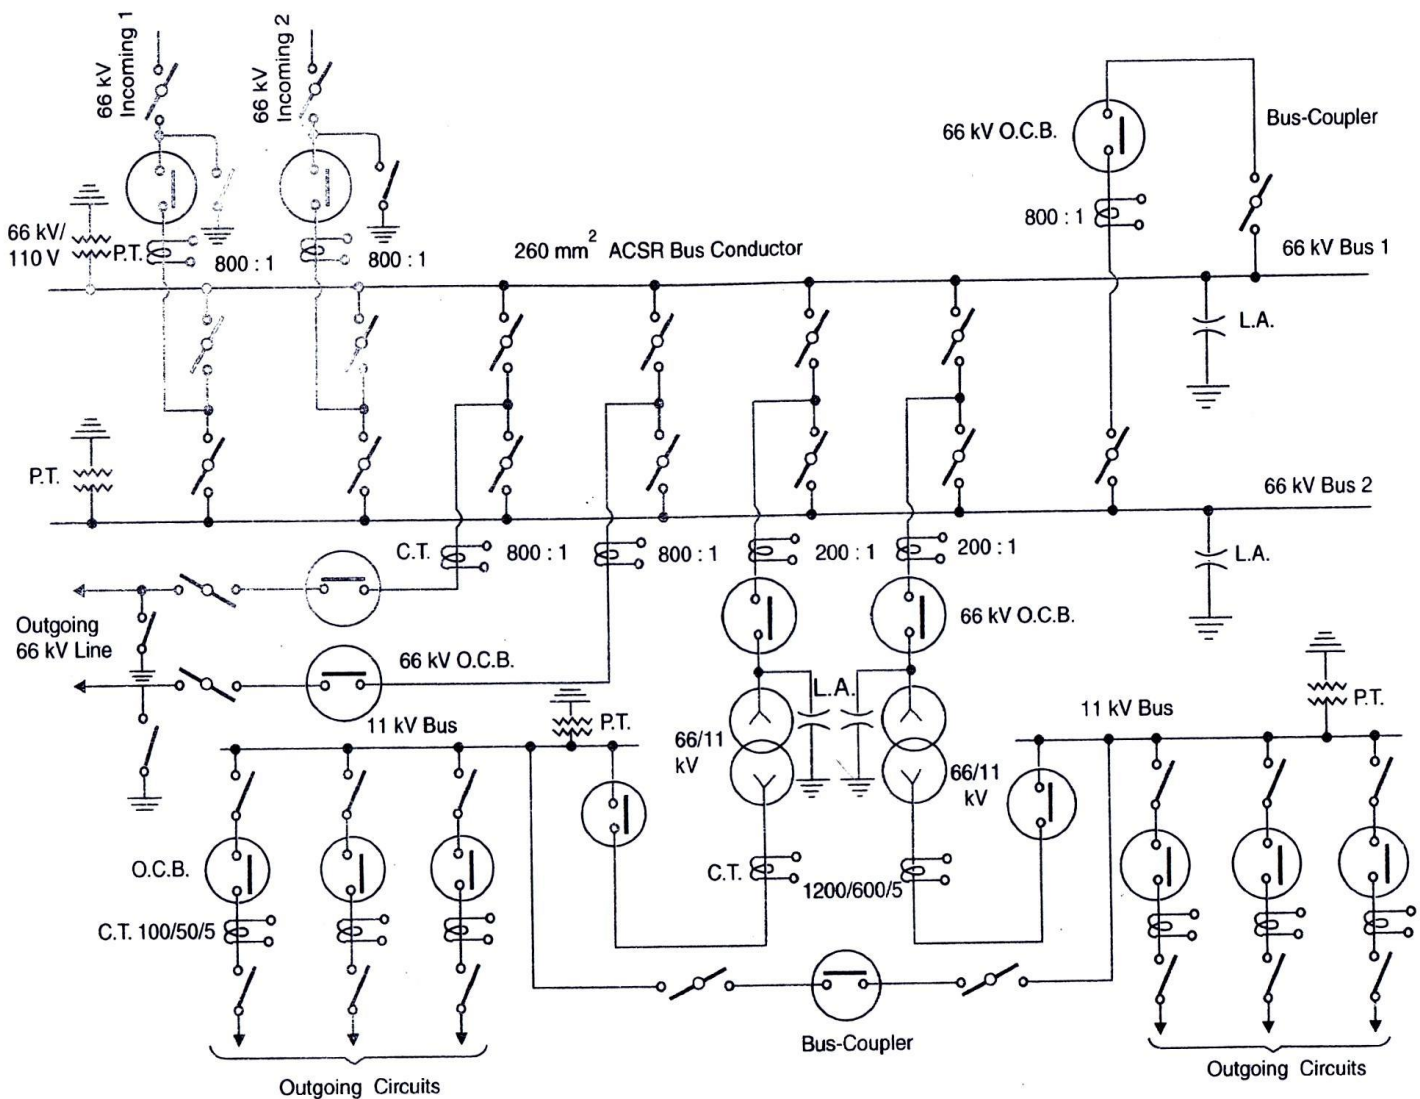 66 kV
Incoming 1
66 kV
Incoming 2
66 kV O.C.B.
Bus-Coupler
800 : 1
66 kV/
110 V
P.T.
800 : 1
800 : 1
260 mm2 ACSR Bus Conductor
66 kV Bus 1
L.A.
P.T.
66 kV Bus 2
C.T.
800 : 1
800 : 1
200 : 1
200 : 1
L.A.
Outgoing
66 kV Line
66 kV O.C.B.
66 kV O.C.B.
11 kV Bus
P.T.
L.A.
66/11
kV
66/11
kV
11 kV Bus
P.T.
O.C.B.
C.T. 100/50/5
C.T.
1200/600/5
Bus-Coupler
Outgoing Circuits
Outgoing Circuits